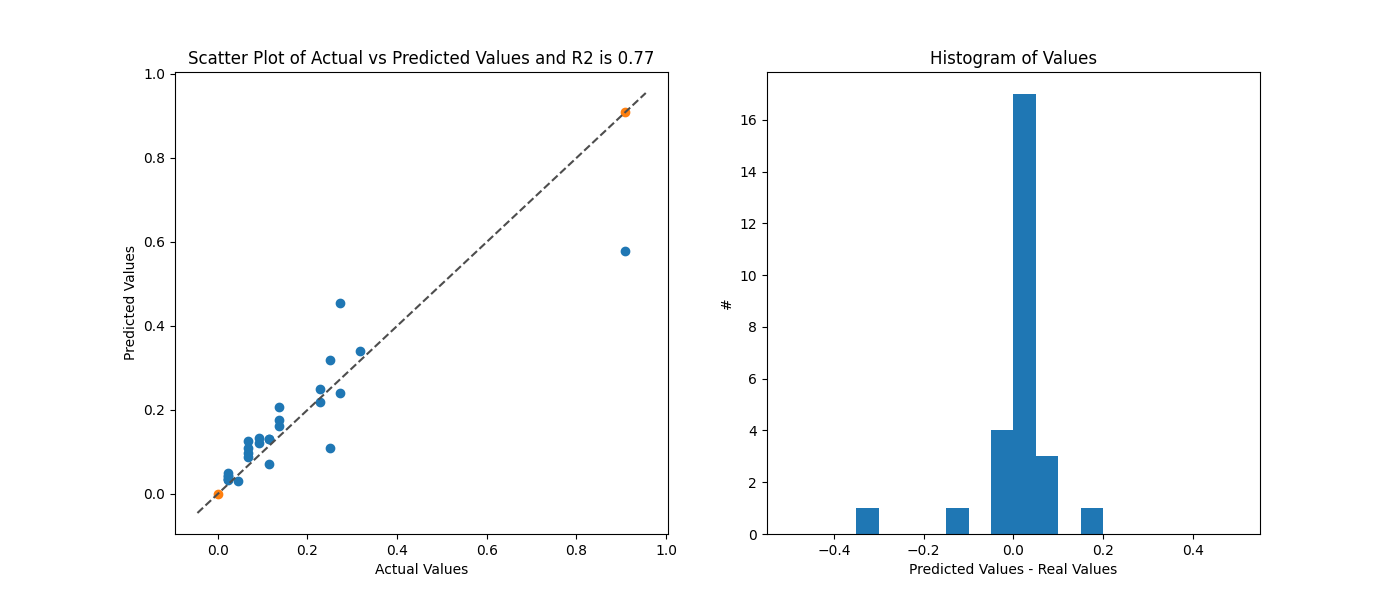 Scatter Plot of Actual vs Predicted Values and R2 is 0.77
1.0
0.8
0.6
0.4
0.2
0.0
Predicted Values
0.0 0.2 0.4 0.6 0.8 1.0
Actual Values
Histogram of Values
16
14
12
10
8
6
4
2
0
#
−0.4 −0.2 0.0 0.2 0.4
Predicted Values - Real Values